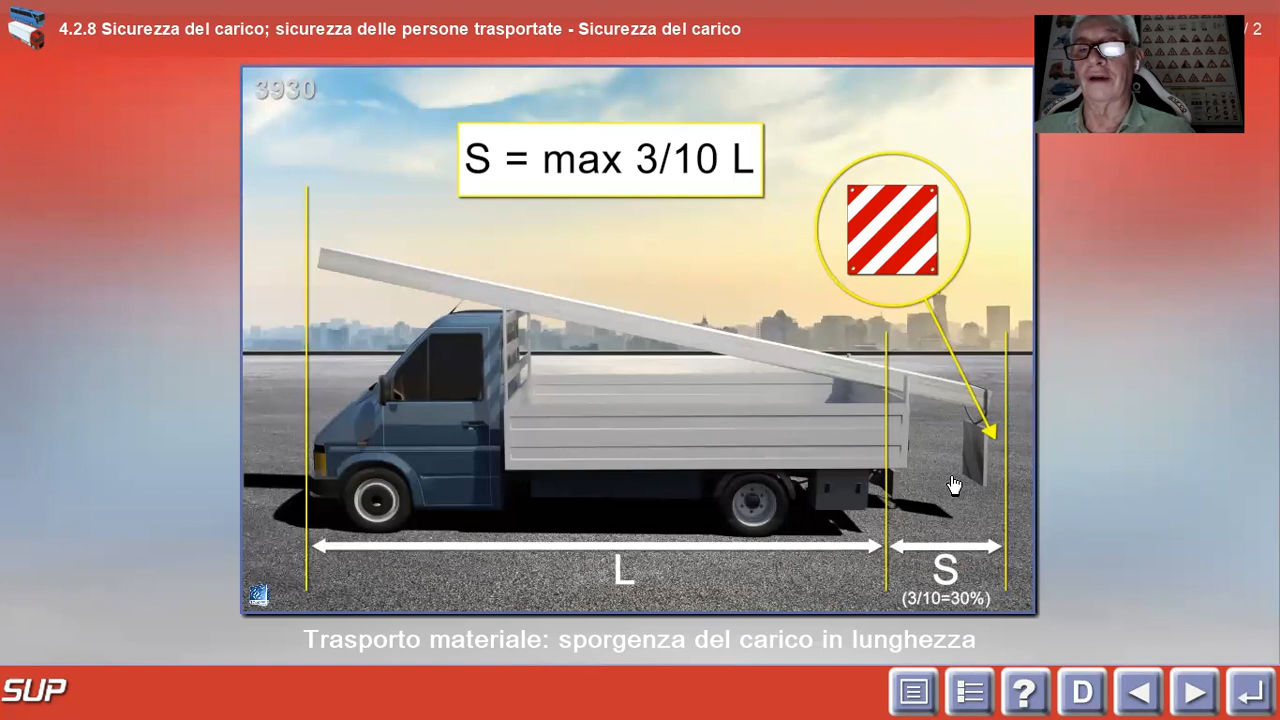 4.2.8 Sicurezza del carico; sicurezza delle persone trasportate - Sicurezza del carico
/ 2
3930
S = max 3/10 L
L
S
(3/10=30%)
Trasporto materiale: sporgenza del carico in lunghezza
SUP
?
D